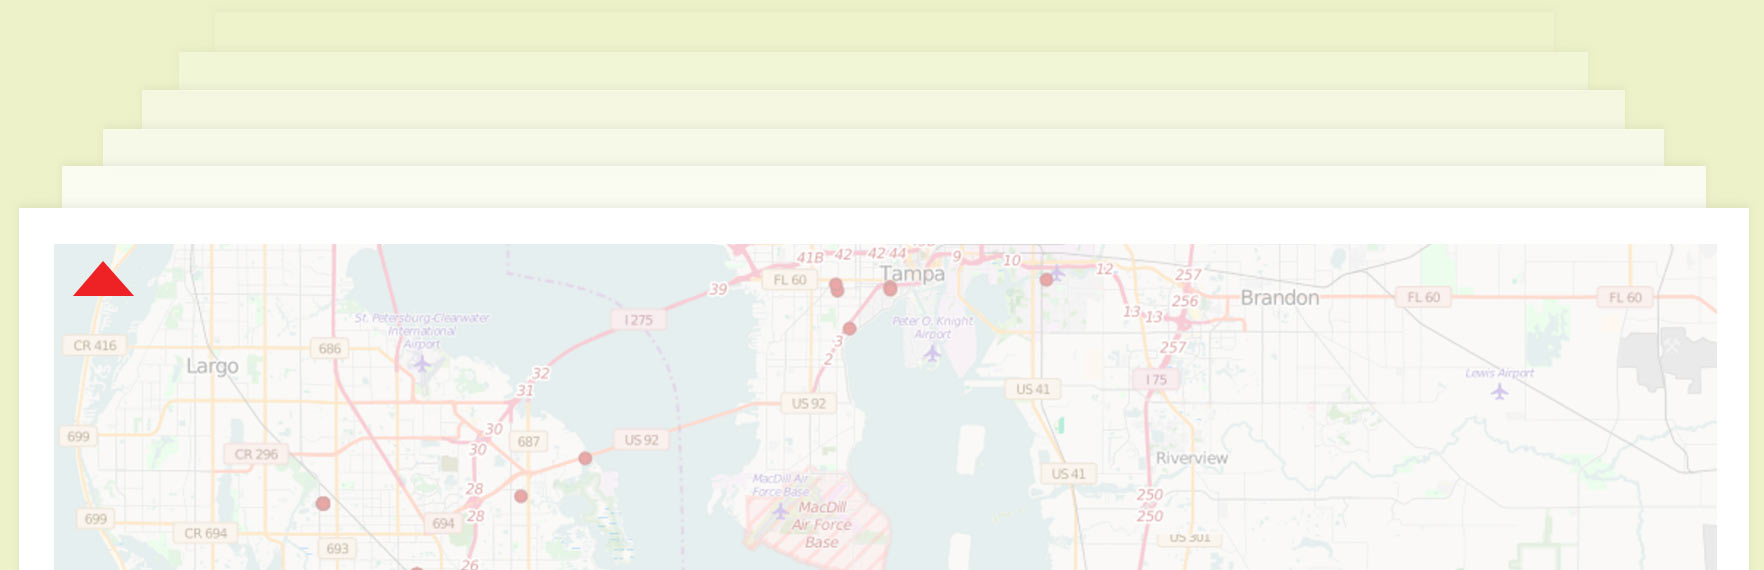 41B 42 42·44 9 10 12 257
Tampa
39 FL 60
256 Brandon FL 60 FL 60
13 13
St. Petersburg-Clearwater
International
Airport
I 275
Peter O. Knight
Airport
CR 416 686 3 257
2
Largo 32 I 75 Lewis Airport
31 US 41
US 92
699 30 687 US 92
30
CR 296 Riverview
US 41
MacDill Air
Force Base
28 250
MacDill
Air Force
Base
699 694 28 250
CR 694 US 301
693
26